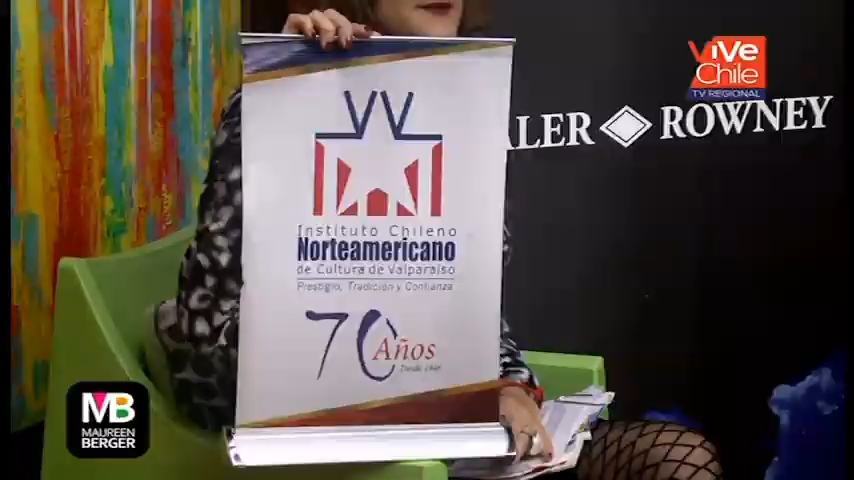 ViVe
Chile
TV REGIONAL
LER ROWNEY
Instituto Chileno
Norteamericano
de Cultura de Valparaíso
Prestigio, Tradición y Confianza
70 Años
MB
MAUREEN
BERGER